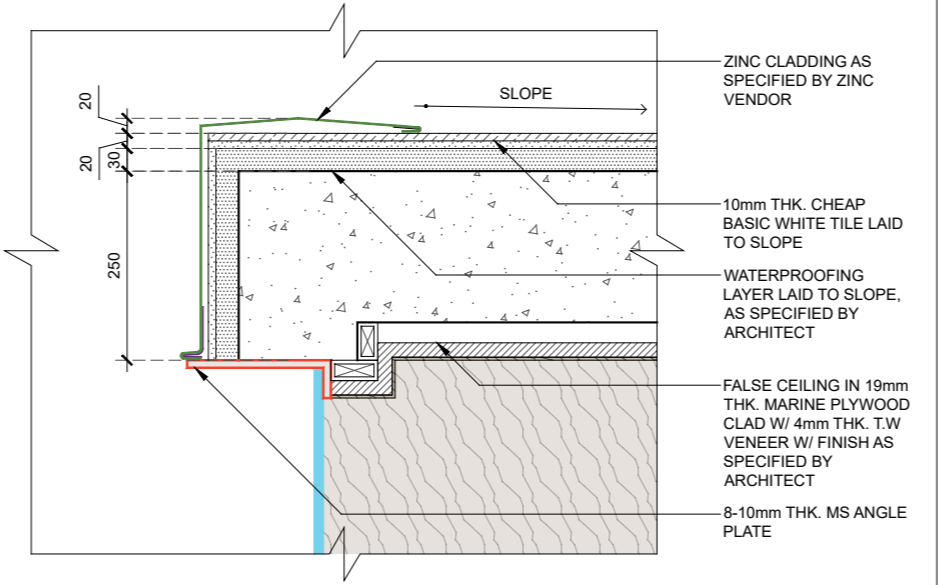 ZINC CLADDING AS
SPECIFIED BY ZINC
VENDOR
SLOPE
20
20
30
250
10mm THK. CHEAP
BASIC WHITE TILE LAID
TO SLOPE
WATERPROOFING
LAYER LAID TO SLOPE,
AS SPECIFIED BY
ARCHITECT
FALSE CEILING IN 19mm
THK. MARINE PLYWOOD
CLAD W/ 4mm THK. T.W
VENEER W/ FINISH AS
SPECIFIED BY
ARCHITECT
8-10mm THK. MS ANGLE
PLATE